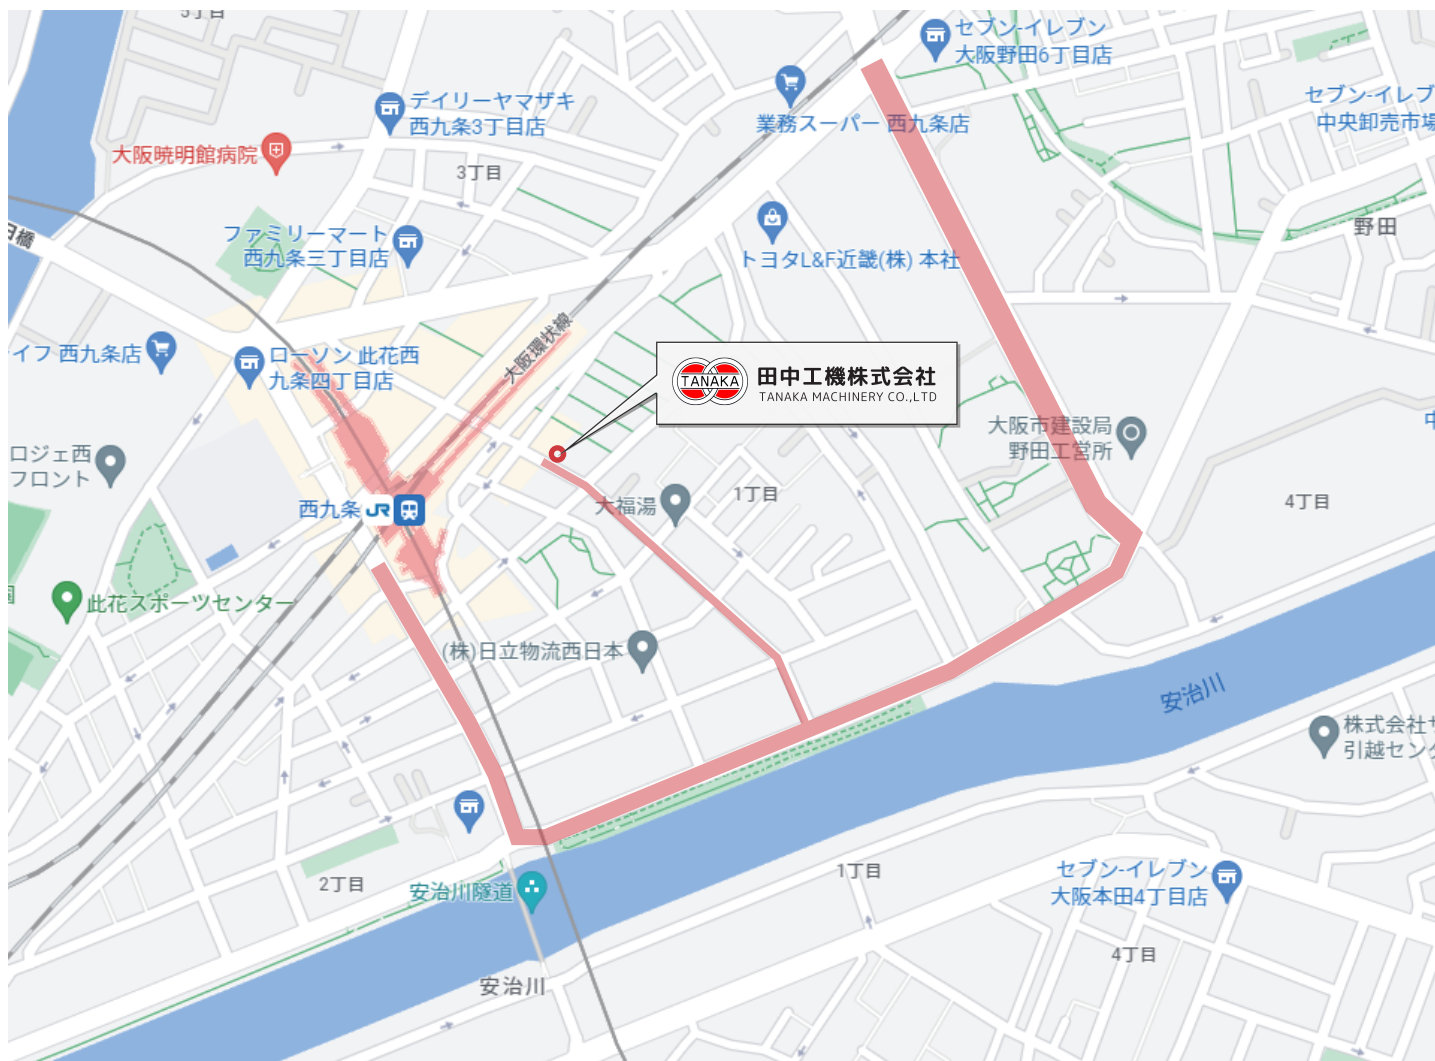 5丁目
セブン-イレブン
大阪野田6丁目店
デイリーヤマザキ
西九条3丁目店
業務スーパー 西九条店
セブン-イレブ
中央卸売市場
大阪暁明館病院
3丁目
ファミリーマート
西九条三丁目店
トヨタL&F近畿(株) 本社
野田
橋
大阪環状線
イフ 西九条店
ローソン 此花西
九条四丁目店
TANAKA
田中工機株式会社
TANAKA MACHINERY CO.,LTD
大阪市建設局
野田工営所
中
ロジェ西
フロント
西九条
JR
大福湯
1丁目
4丁目
園
此花スポーツセンター
(株)日立物流西日本
安治川
株式会社サ
引越センタ
2丁目
安治川隧道
1丁目
セブン-イレブン
大阪本田4丁目店
4丁目
安治川